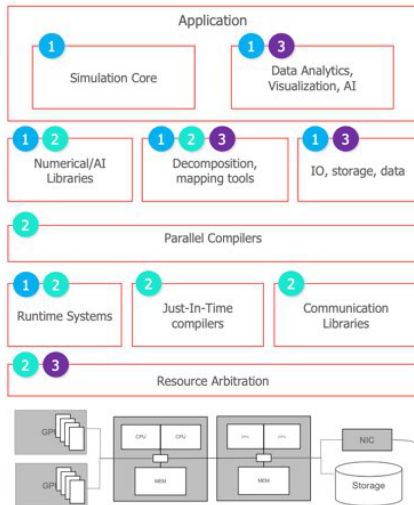 Application
1
Simulation Core
1 3
Data Analytics,
Visualization, AI
1 2
Numerical/AI
Libraries
1 2 3
Decomposition,
mapping tools
1 3
IO, storage, data
2
Parallel Compilers
1 2
Runtime Systems
2
Just-In-Time
compilers
2
Communication
Libraries
2 3
Resource Arbitration
GP
GP
CPU CPU
MEM
MEM
NIC
Storage